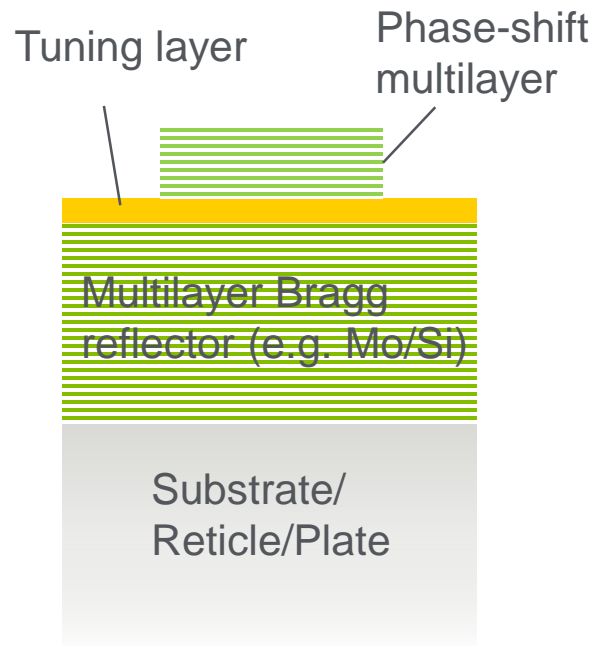 Tuning layer
Phase-shift
multilayer
Multilayer Bragg
reflector (e.g. Mo/Si)
Substrate/
Reticle/Plate